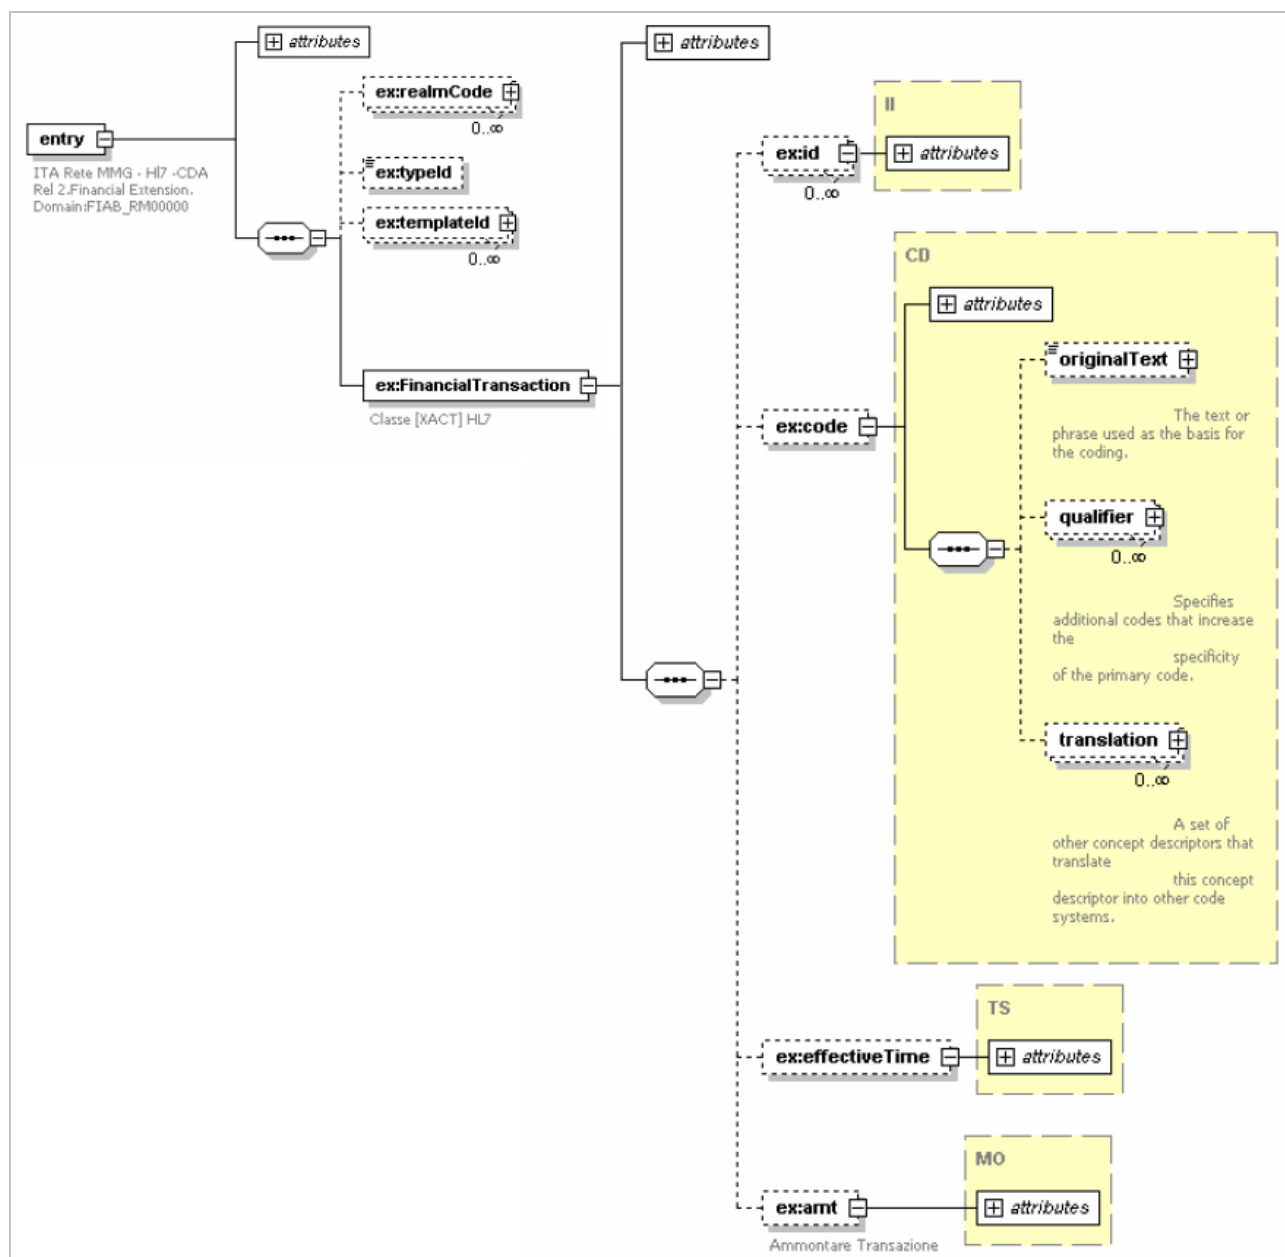 attributes
attributes
ex:realmCode
0..∞
entry
ITA Rete MMG - Hl7 -CDA
Rel 2.Financial Extension.
Domain:FIAB_RM00000
ex:typeId
ex:templateId
0..∞
ex:FinancialTransaction
Classe [XACT] HL7
II
ex:id
attributes
0..∞
CD
attributes
originalText
The text or
phrase used as the basis for
the coding.
ex:code
qualifier
0..∞
Specifies
additional codes that increase
the
specificity
of the primary code.
translation
0..∞
A set of
other concept descriptors that
translate
this concept
descriptor into other code
systems.
TS
ex:effectiveTime
attributes
MO
ex:amt
attributes
Ammontare Transazione